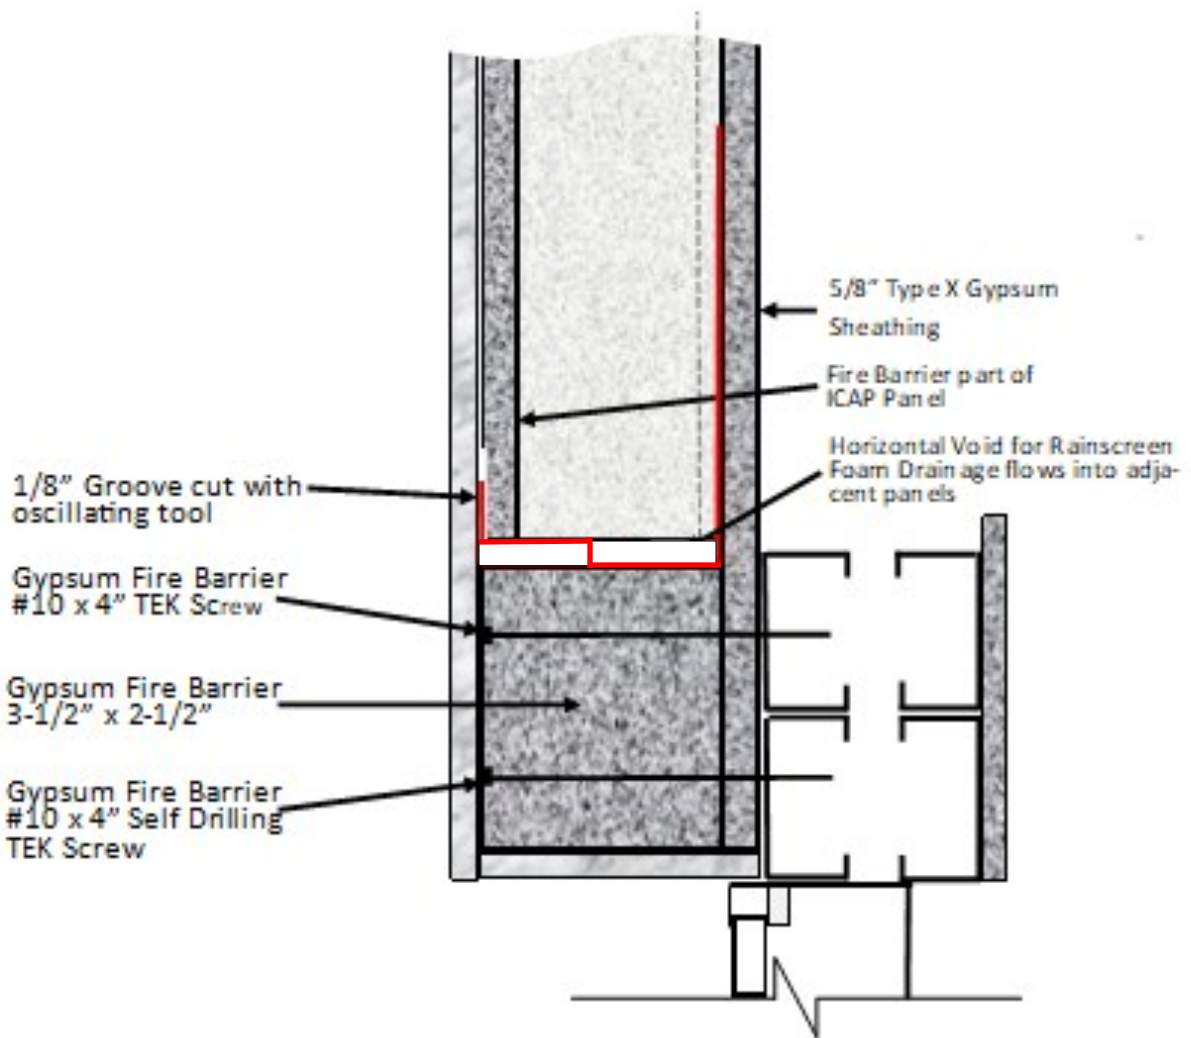 5/8” Type X Gypsum
Sheathing
Fire Barrier part of
ICAP Panel
Horizontal Void for Rainscreen
Foam Drainage flows into adja-
cent panels
1/8” Groove cut with
oscillating tool
Gypsum Fire Barrier
#10 x 4” TEK Screw
Gypsum Fire Barrier
3-1/2” x 2-1/2”
Gypsum Fire Barrier
#10 x 4” Self Drilling
TEK Screw